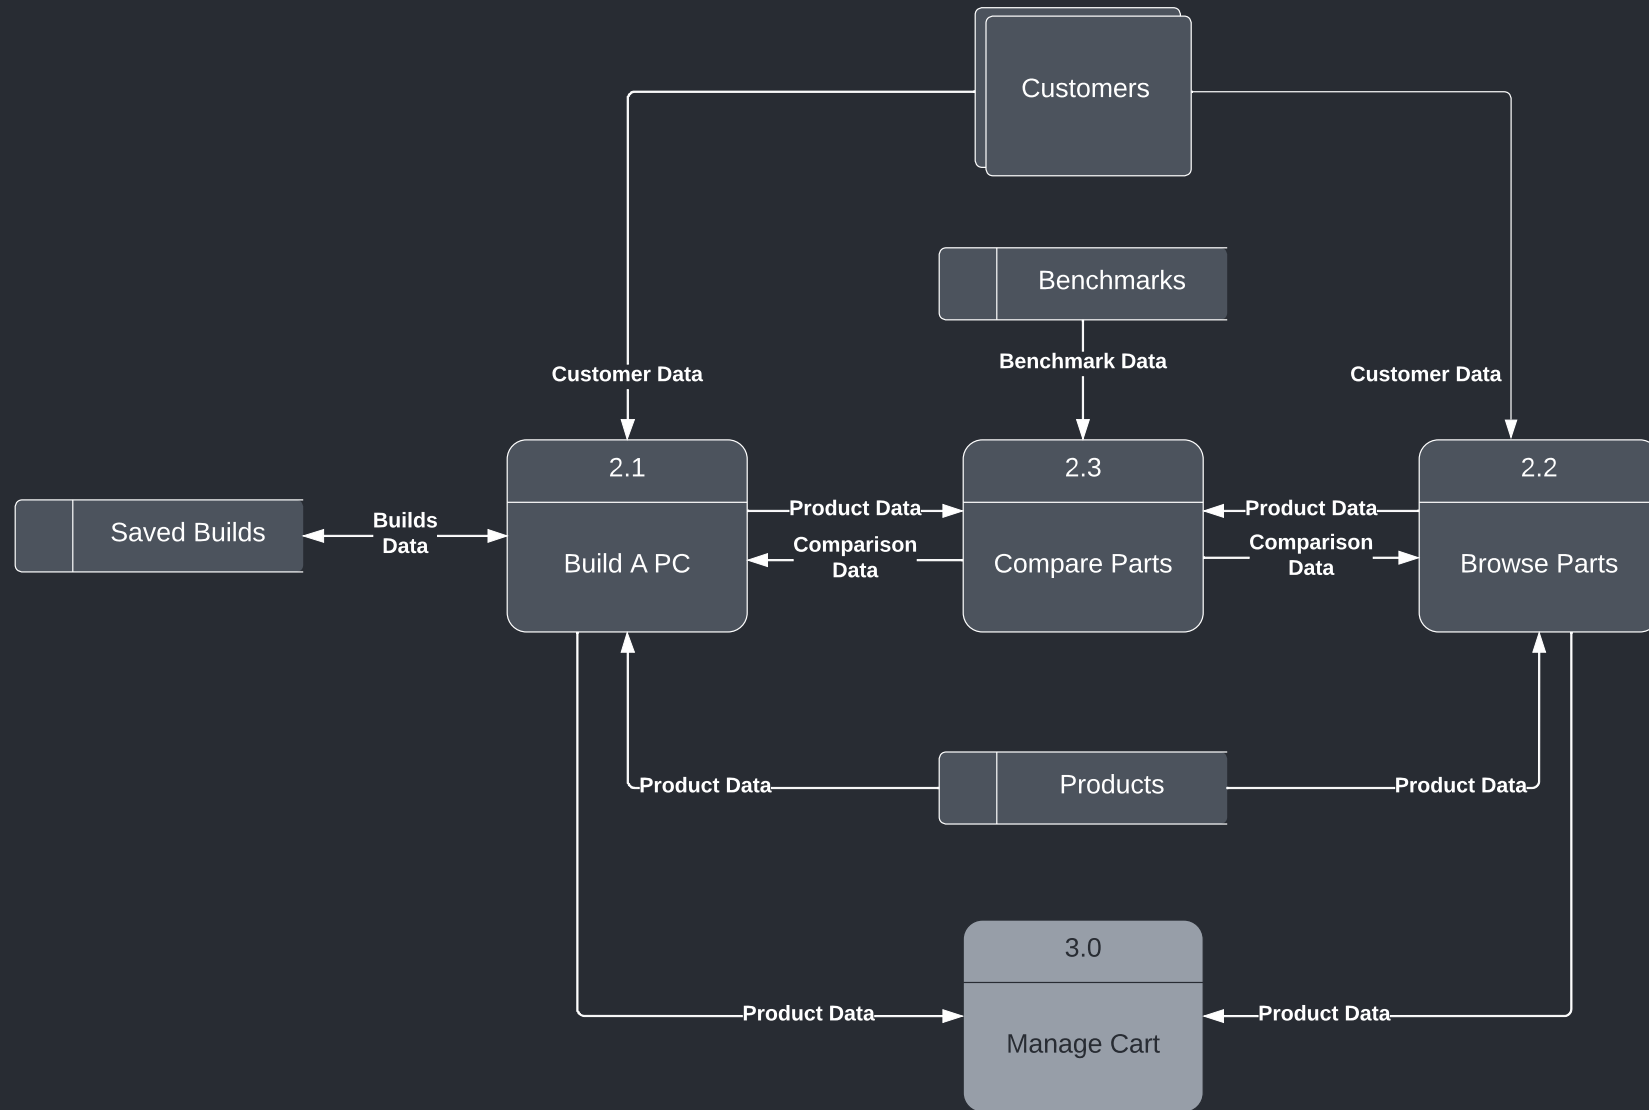 Customers
Benchmarks
Customer Data
Benchmark Data
Customer Data
2.1
2.3
2.2
Saved Builds
Builds
Data
Product Data
Product Data
Comparison
Data
Comparison
Data
Build A PC
Compare Parts
Browse Parts
Product Data
Products
Product Data
3.0
Product Data
Product Data
Manage Cart